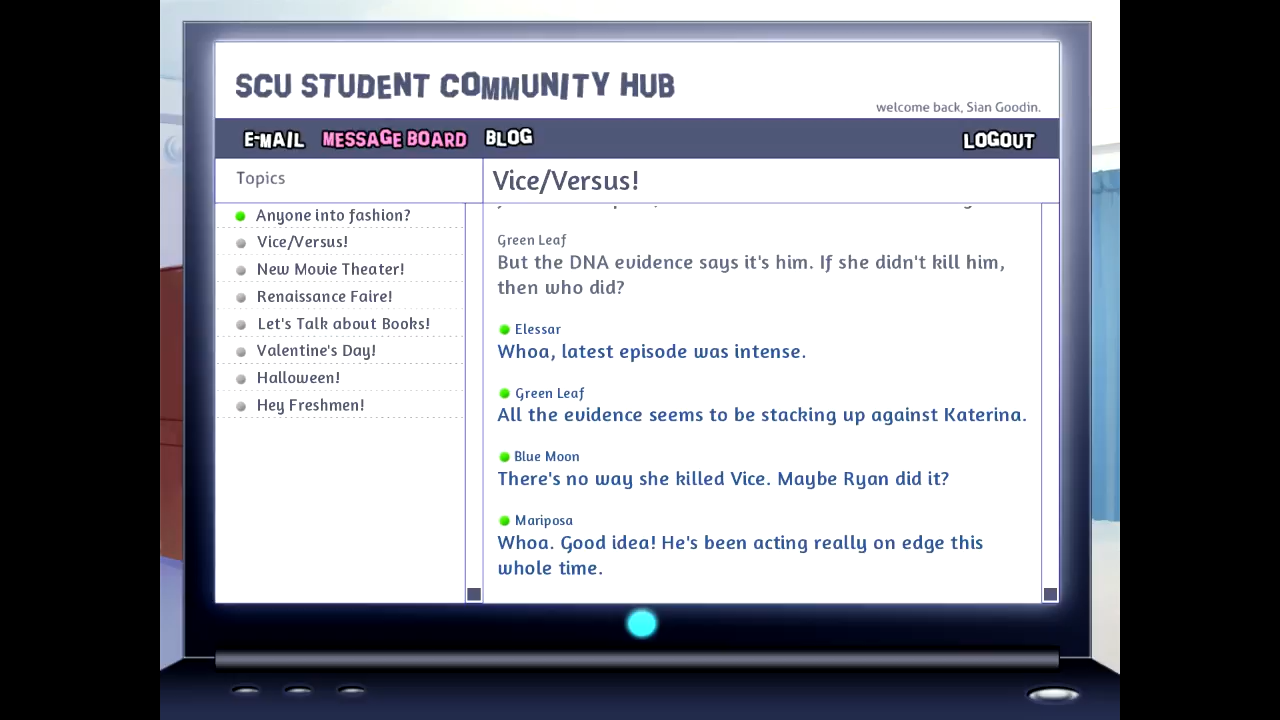 SCU STUDENT COMMUNITY HUB
welcome back, Sian Goodin.
E-MAIL MESSAGE BOARD BLOG LOGOUT
Topics
Anyone into fashion?
Vice/Versus!
New Movie Theater!
Renaissance Faire!
Let's Talk about Books!
Valentine's Day!
Halloween!
Hey Freshmen!
Vice/Versus!
Green Leaf
But the DNA evidence says it's him. If she didn't kill him,
then who did?
Elessar
Whoa, latest episode was intense.
Green Leaf
All the evidence seems to be stacking up against Katerina.
Blue Moon
There's no way she killed Vice. Maybe Ryan did it?
Mariposa
Whoa. Good idea! He's been acting really on edge this
whole time.